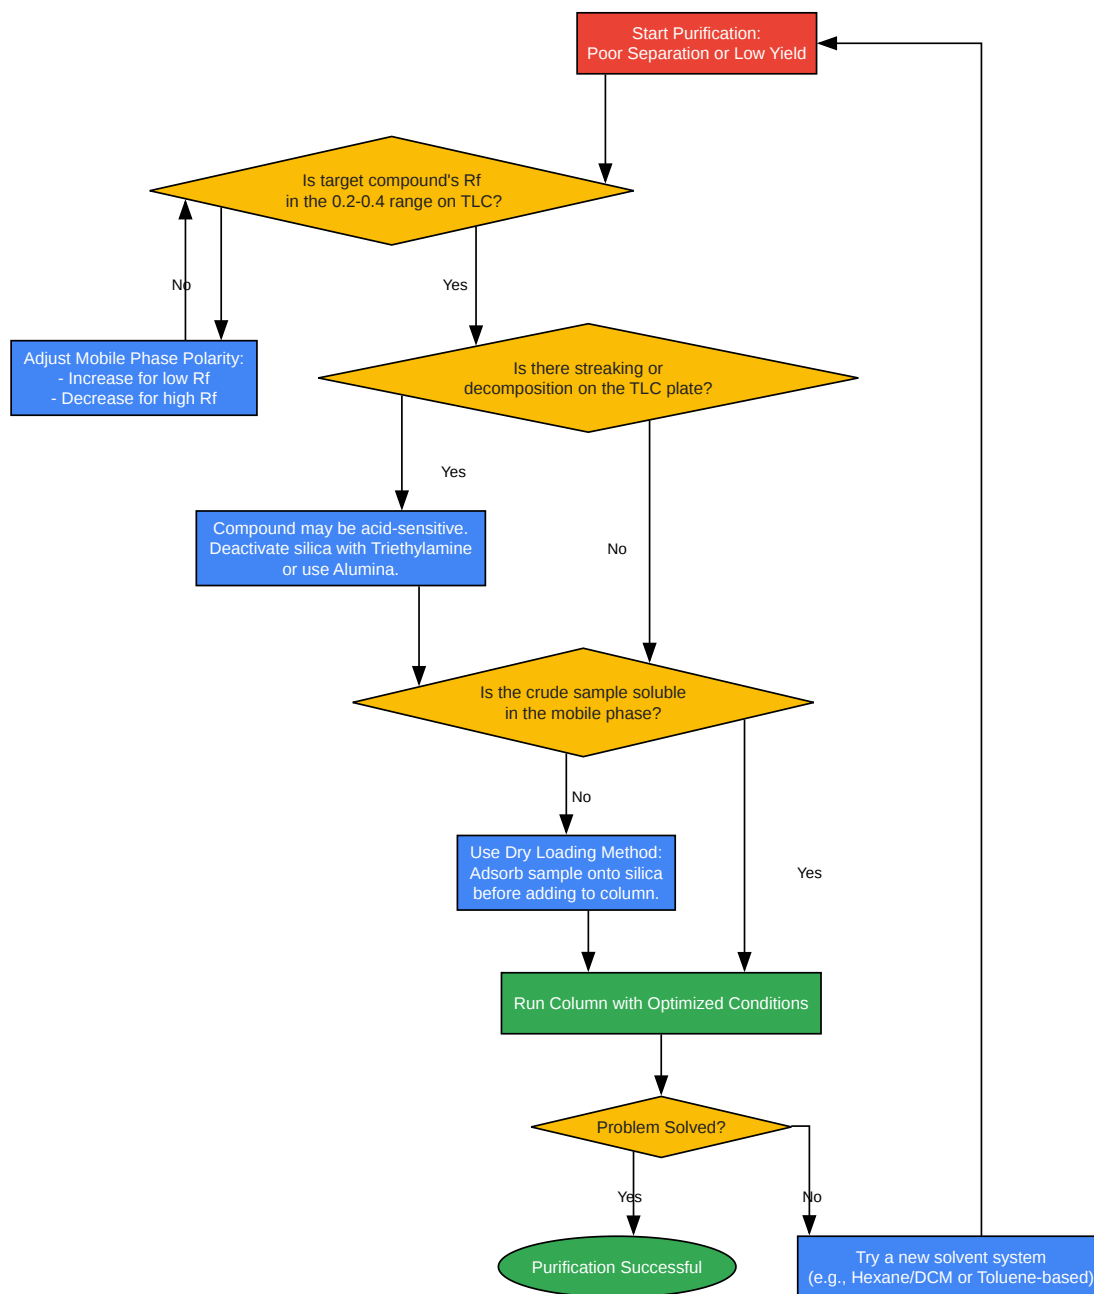 Start Purification:
Poor Separation or Low Yield
Is target compound's Rf
in the 0.2-0.4 range on TLC?
No
Yes
Adjust Mobile Phase Polarity:
- Increase for low Rf
- Decrease for high Rf
Is there streaking or
decomposition on the TLC plate?
Yes
Compound may be acid-sensitive.
Deactivate silica with Triethylamine
or use Alumina.
No
Is the crude sample soluble
in the mobile phase?
No
Use Dry Loading Method:
Adsorb sample onto silica
before adding to column.
Yes
Run Column with Optimized Conditions
Problem Solved?
Yes
No
Purification Successful
Try a new solvent system
(e.g., Hexane/DCM or Toluene-based)